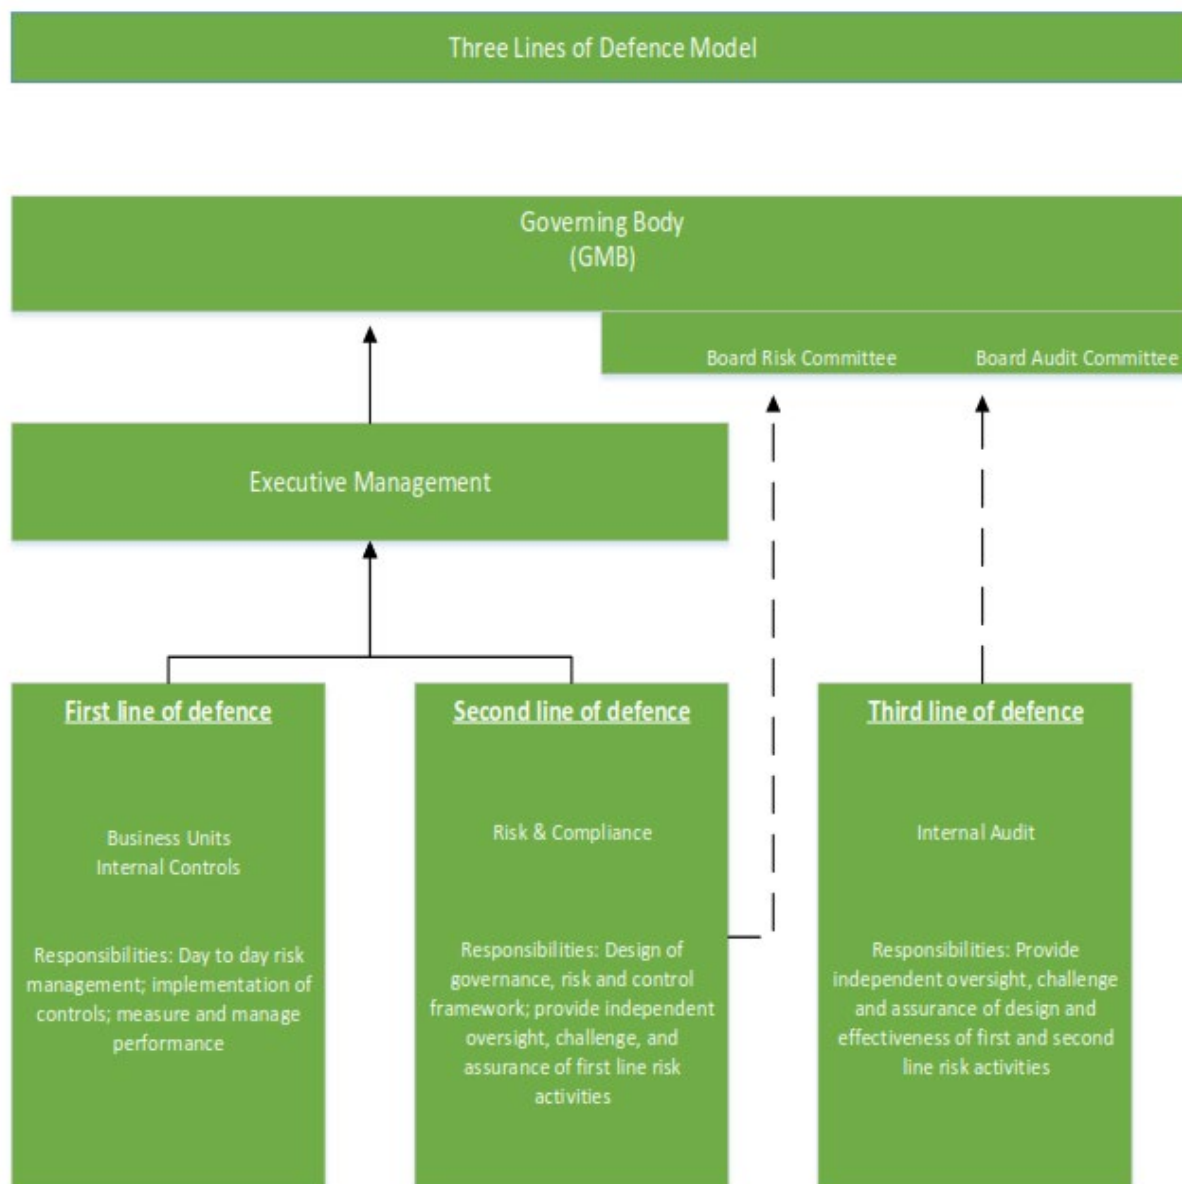 Three Lines of Defence Model
Governing Body
(GMB)
Board Risk Committee
Board Audit Committee
Executive Management
First line of defence
Business Units
Internal Controls
Responsibilities: Day to day risk
management; implementation of
controls; measure and manage
performance
Second line of defence
Risk & Compliance
Responsibilities: Design of
governance, risk and control
framework; provide independent
oversight, challenge, and
assurance of first line risk
activities
Third line of defence
Internal Audit
Responsibilities: Provide
independent oversight, challenge
and assurance of design and
effectiveness of first and second
line risk activities